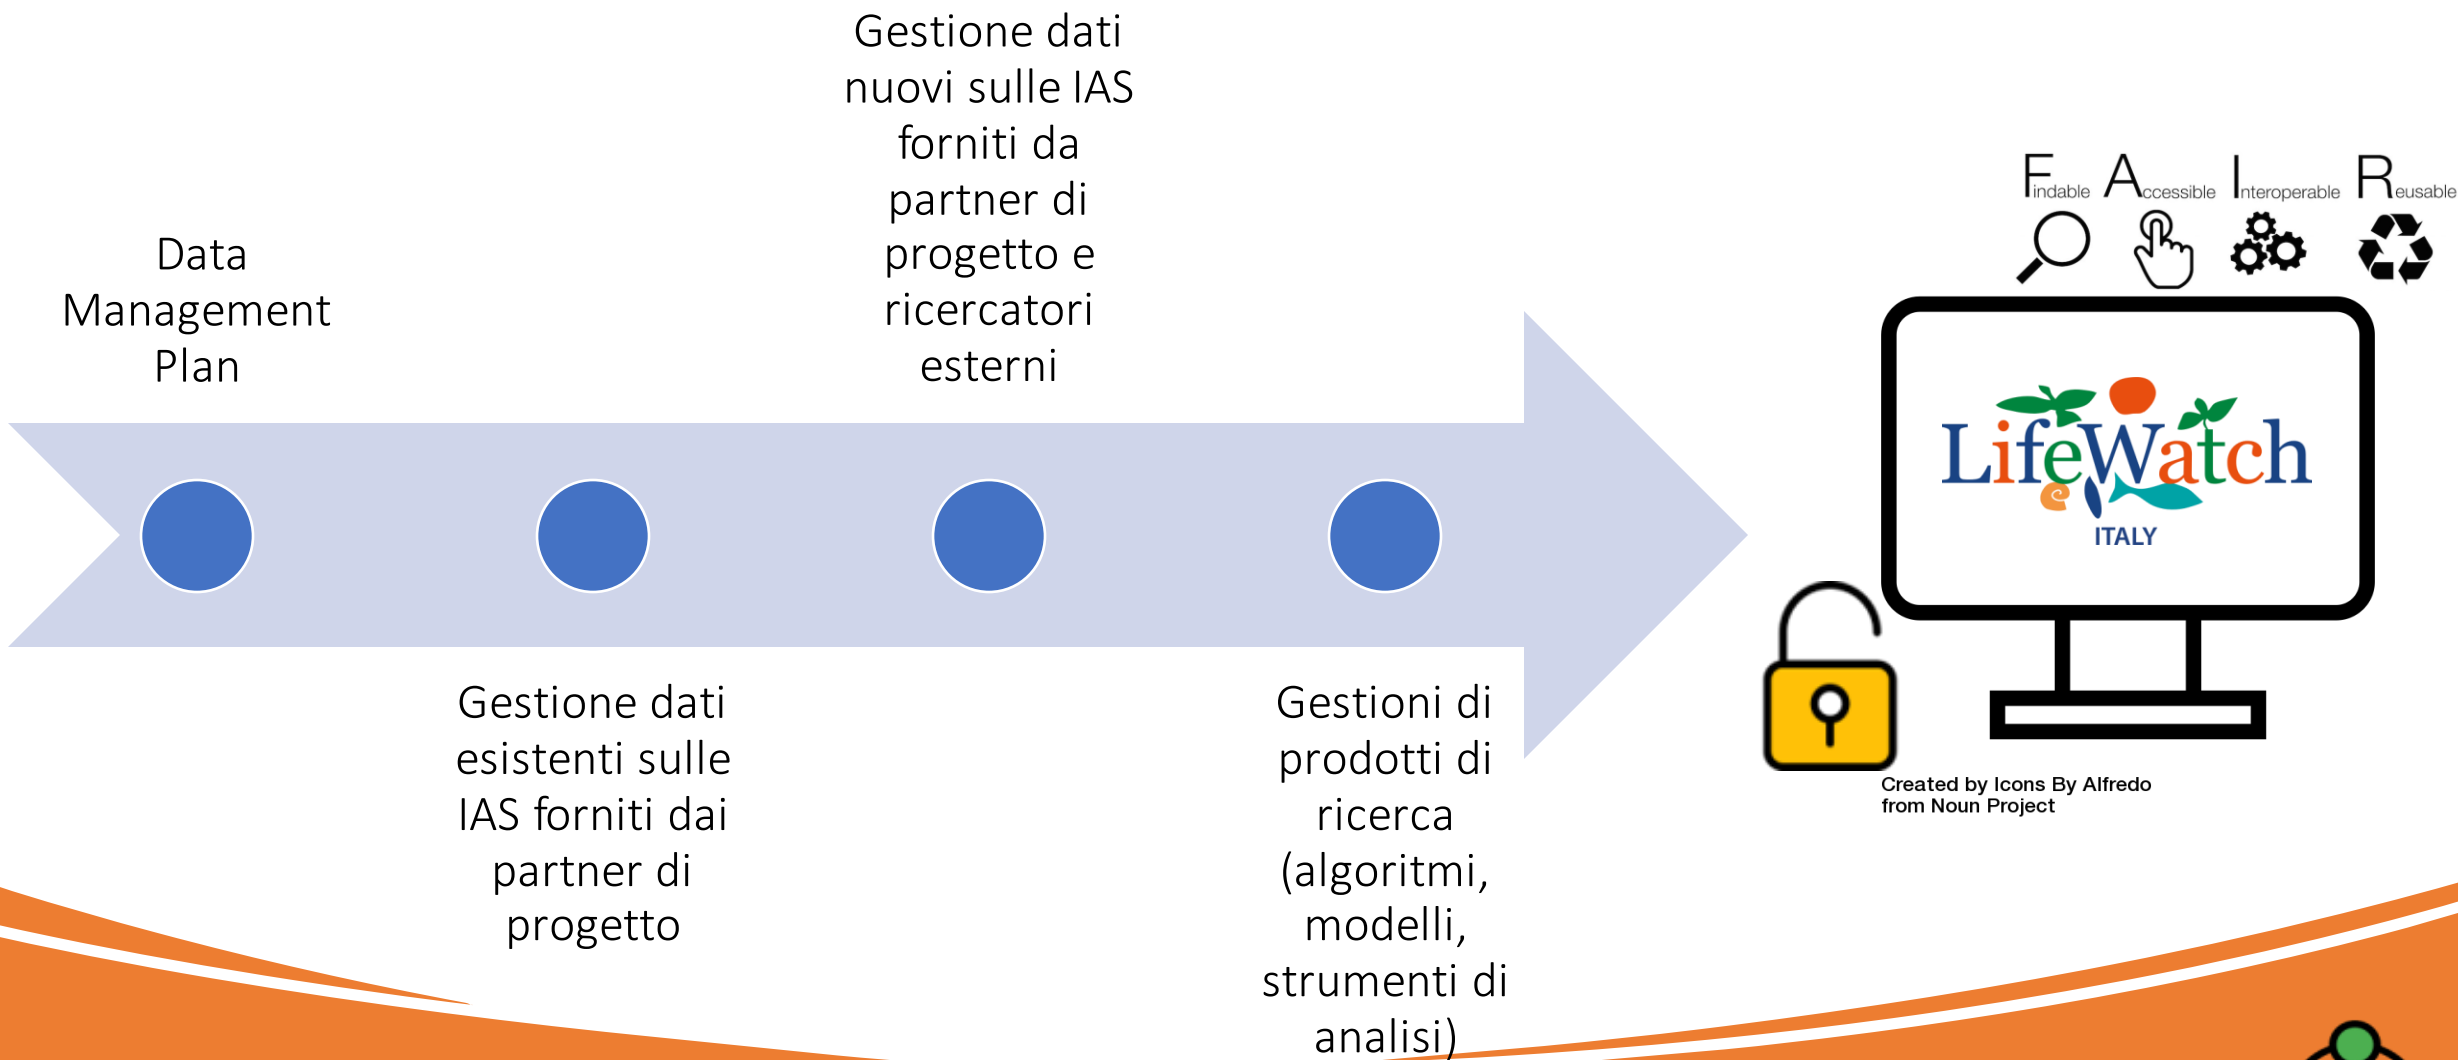 Data
Management
Plan
Gestione dati
esistenti sulle
IAS forniti dai
partner di
progetto
Gestione dati
nuovi sulle IAS
forniti da
partner di
progetto e
ricercatori
esterni
Gestioni di
prodotti di
ricerca
(algoritmi,
modelli,
strumenti di
analisi)
Findable Accessible Interoperable Reusable
LifeWatch
ITALY
Created by Icons By Alfredo
from Noun Project